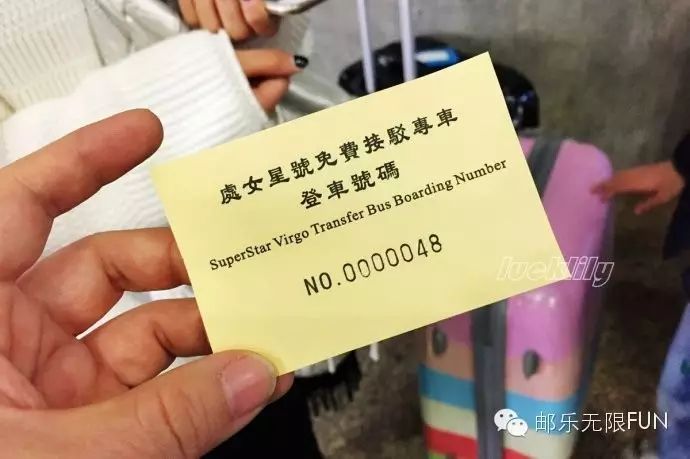 處女星號免費接駁專車
登車號碼
SuperStar Virgo Transfer Bus Boarding Number
NO.0000048
lucklily
邮乐无限FUN